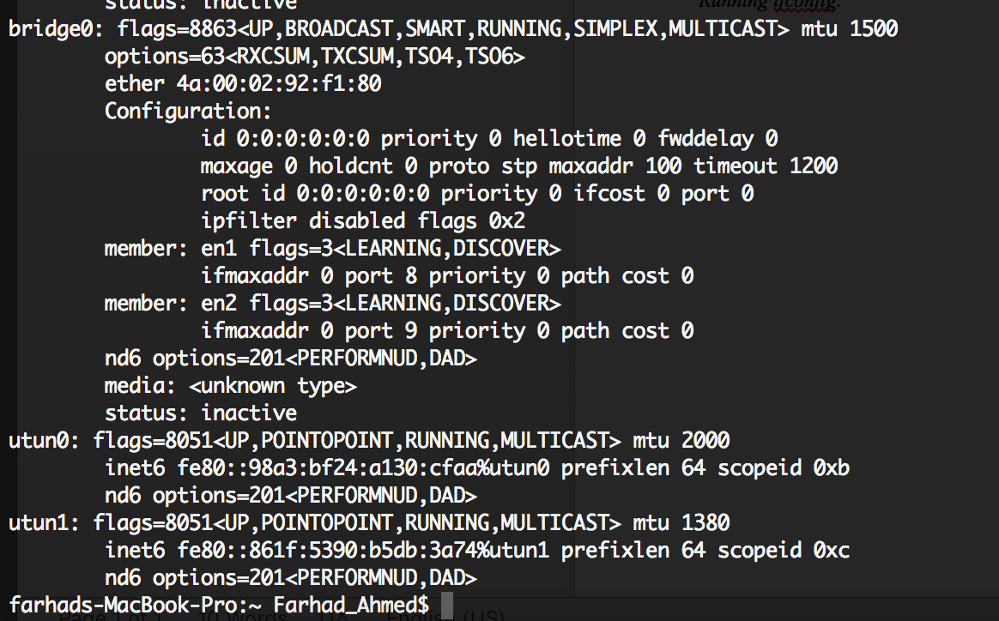 status: inactive
Running ifconfig.
bridge0: flags=8863<UP,BROADCAST,SMART,RUNNING,SIMPLEX,MULTICAST> mtu 1500
options=63<RXCSUM,TXCSUM,TSO4,TSO6>
ether 4a:00:02:92:f1:80
Configuration:
id 0:0:0:0:0:0 priority 0 hellotime 0 fwddelay 0
maxage 0 holdcnt 0 proto stp maxaddr 100 timeout 1200
root id 0:0:0:0:0:0 priority 0 ifcost 0 port 0
ipfilter disabled flags 0x2
member: en1 flags=3<LEARNING,DISCOVER>
ifmaxaddr 0 port 8 priority 0 path cost 0
member: en2 flags=3<LEARNING,DISCOVER>
ifmaxaddr 0 port 9 priority 0 path cost 0
nd6 options=201<PERFORMNUD,DAD>
media: <unknown type>
status: inactive
utun0: flags=8051<UP,POINTOPOINT,RUNNING,MULTICAST> mtu 2000
inet6 fe80::98a3:bf24:a130:cfaa%utun0 prefixlen 64 scopeid 0xb
nd6 options=201<PERFORMNUD,DAD>
utun1: flags=8051<UP,POINTOPOINT,RUNNING,MULTICAST> mtu 1380
inet6 fe80::861f:5390:b5db:3a74%utun1 prefixlen 64 scopeid 0xc
nd6 options=201<PERFORMNUD,DAD>
farhads-MacBook-Pro:~ Farhad_Ahmed$
Page 1 of 1 10 Words English (US)